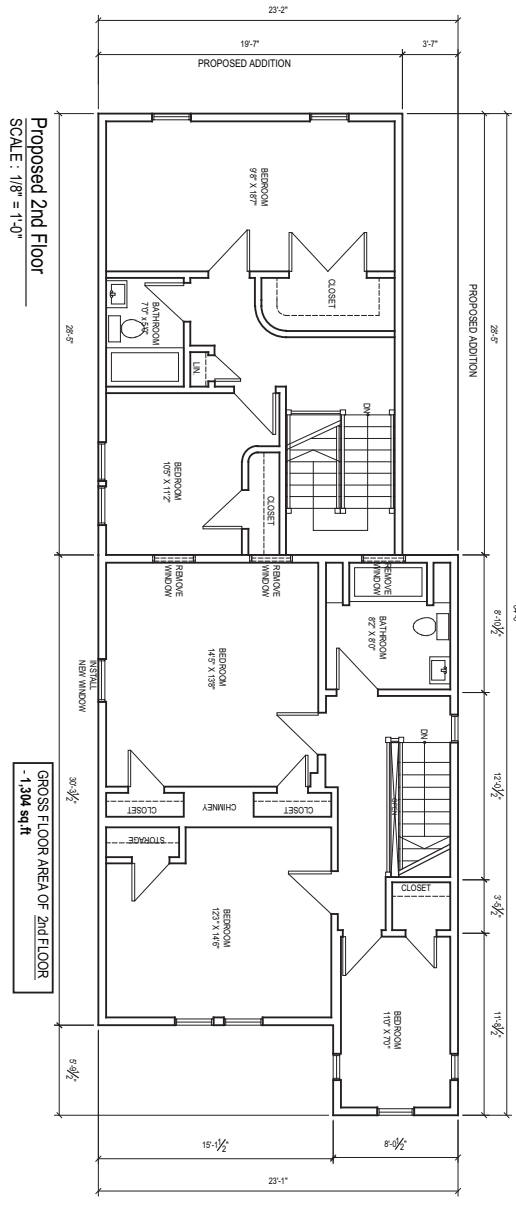 23'-2"
19'-7"
3'-7"
PROPOSED ADDITION
Proposed 2nd Floor
SCALE : 1/8" = 1'-0"
28'-5"
PROPOSED ADDITION
28'-5"
BEDROOM
9'8" X 18'7"
CLOSET
BATHROOM
LIN.
DN
BEDROOM
10'5" X 11'2"
CLOSET
REMOVE
WINDOW
REMOVE
WINDOW
REMOVE
WINDOW
BATHROOM
8'2" X 8'0"
8'-10½"
BEDROOM
14'5" X 13'8"
INSTALL
NEW WINDOW
DN
OPEN
12'-0½"
30'-3½"
CLOSET
CHIMNEY
CLOSET
STORAGE
CLOSET
3'-5½"
BEDROOM
12'3" X 14'6"
BEDROOM
11'0" X 7'0"
11'-8½"
5'-9½"
GROSS FLOOR AREA OF 2nd FLOOR
- 1,304 sq.ft
15'-1½"
8'-0½"
23'-1"